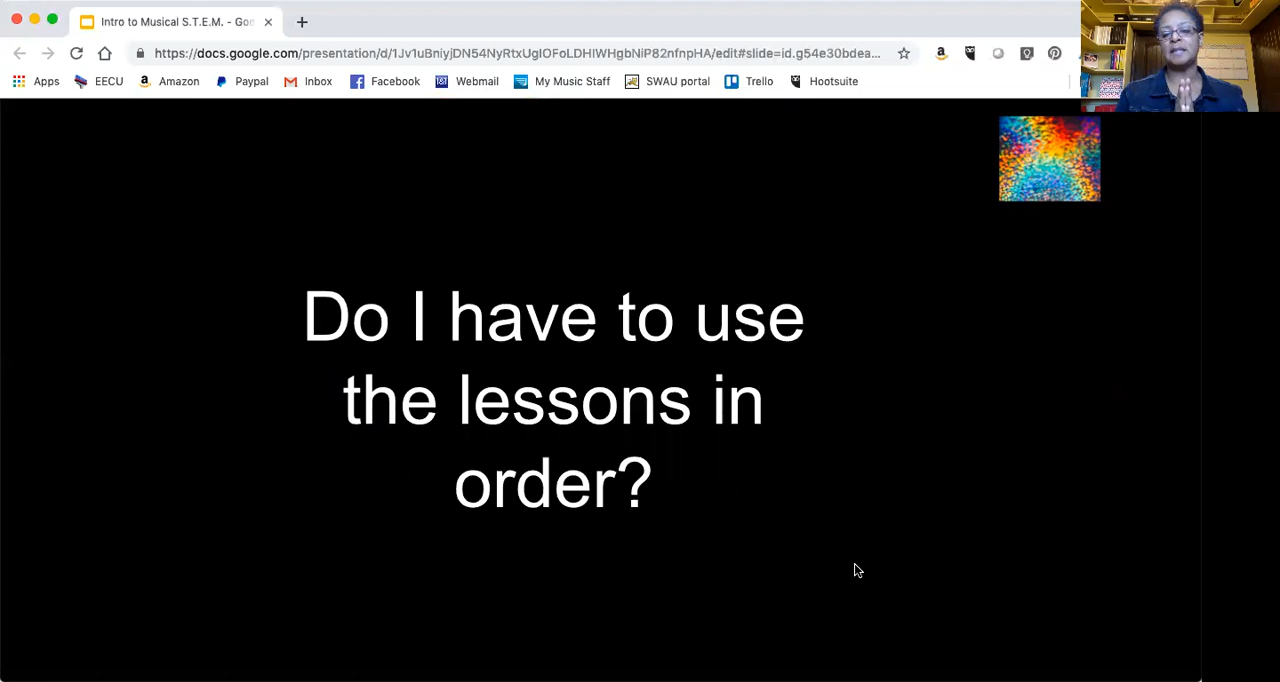 Intro to Musical S.T.E.M. - Goo
https://docs.google.com/presentation/d/1Jv1uBniyjDN54NyRtxUgIOFoLDHIWHgbNiP82nfnpHA/edit#slide=id.g54e30bdea...
Apps EECU Amazon Paypal Inbox Facebook Webmail My Music Staff SWAU portal Trello Hootsuite
Do I have to use
the lessons in
order?